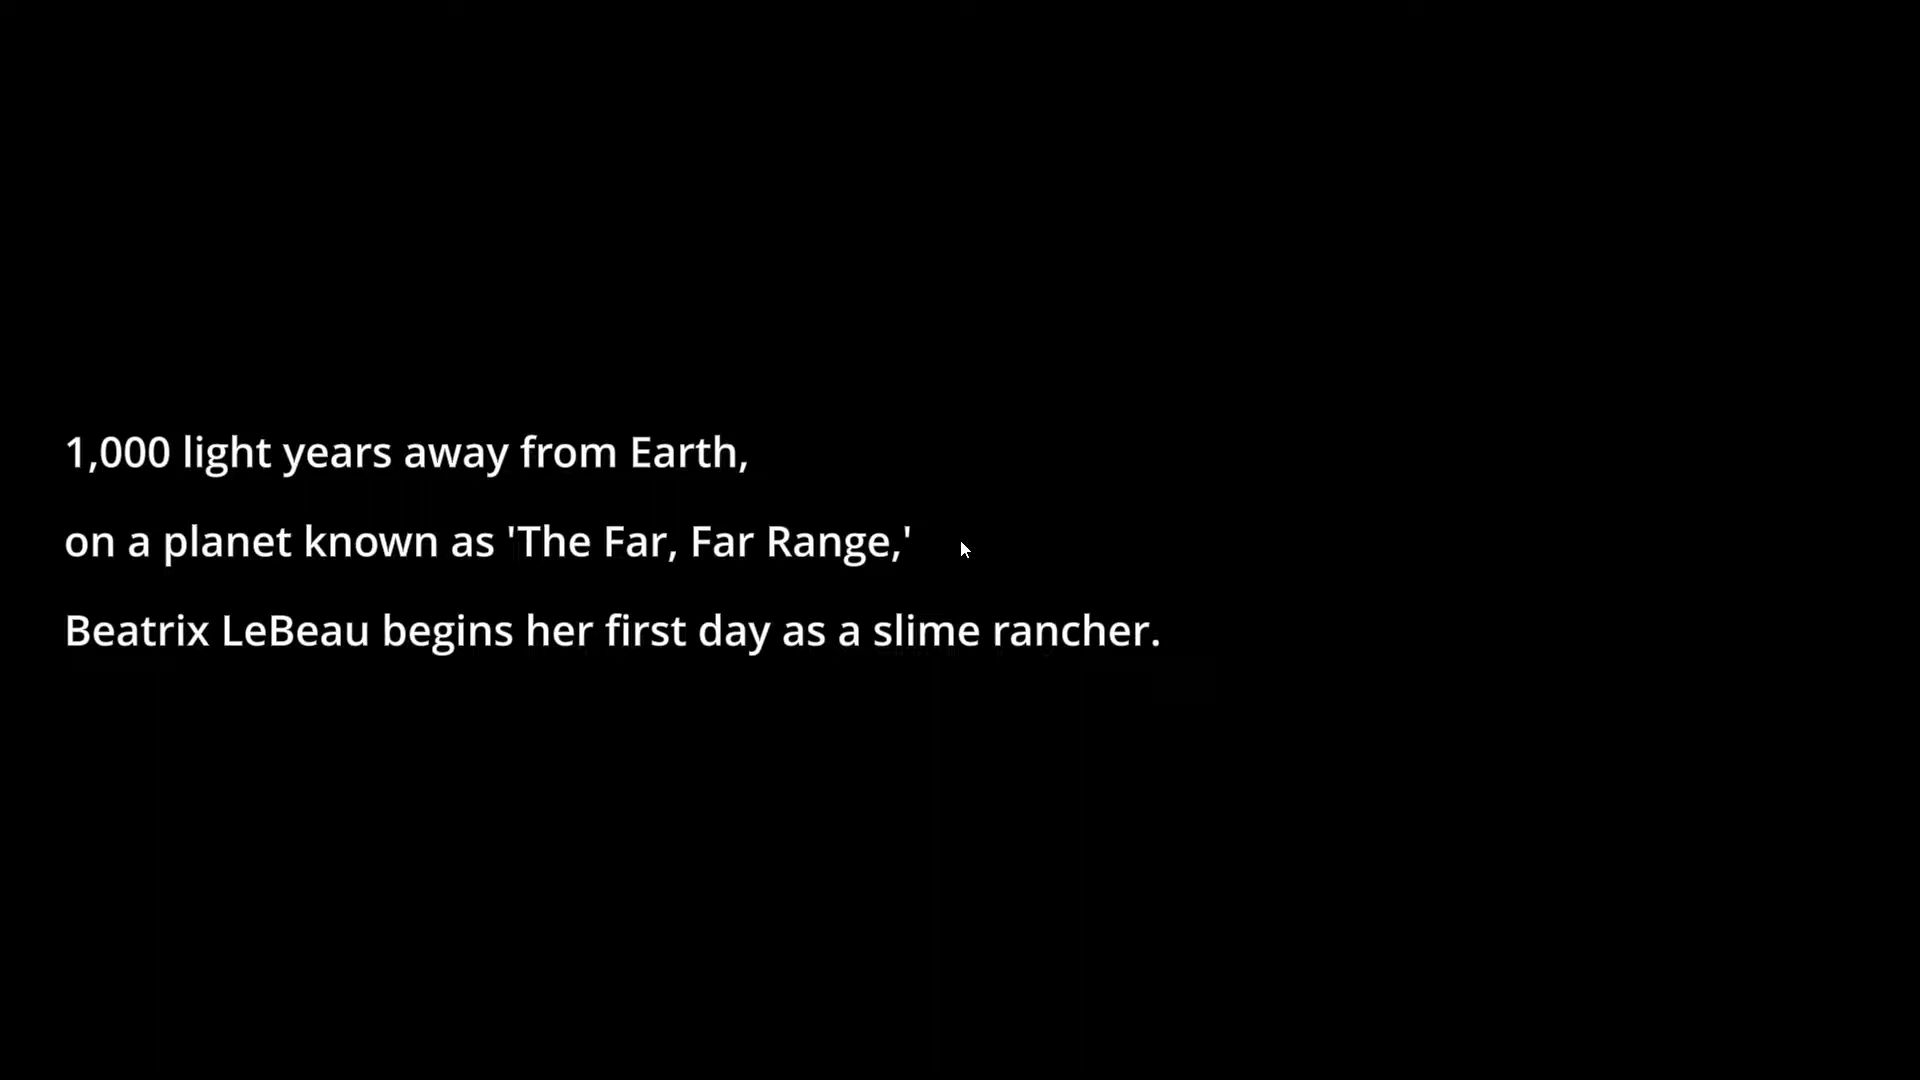 1,000 light years away from Earth,
on a planet known as 'The Far, Far Range,'
Beatrix LeBeau begins her first day as a slime rancher.